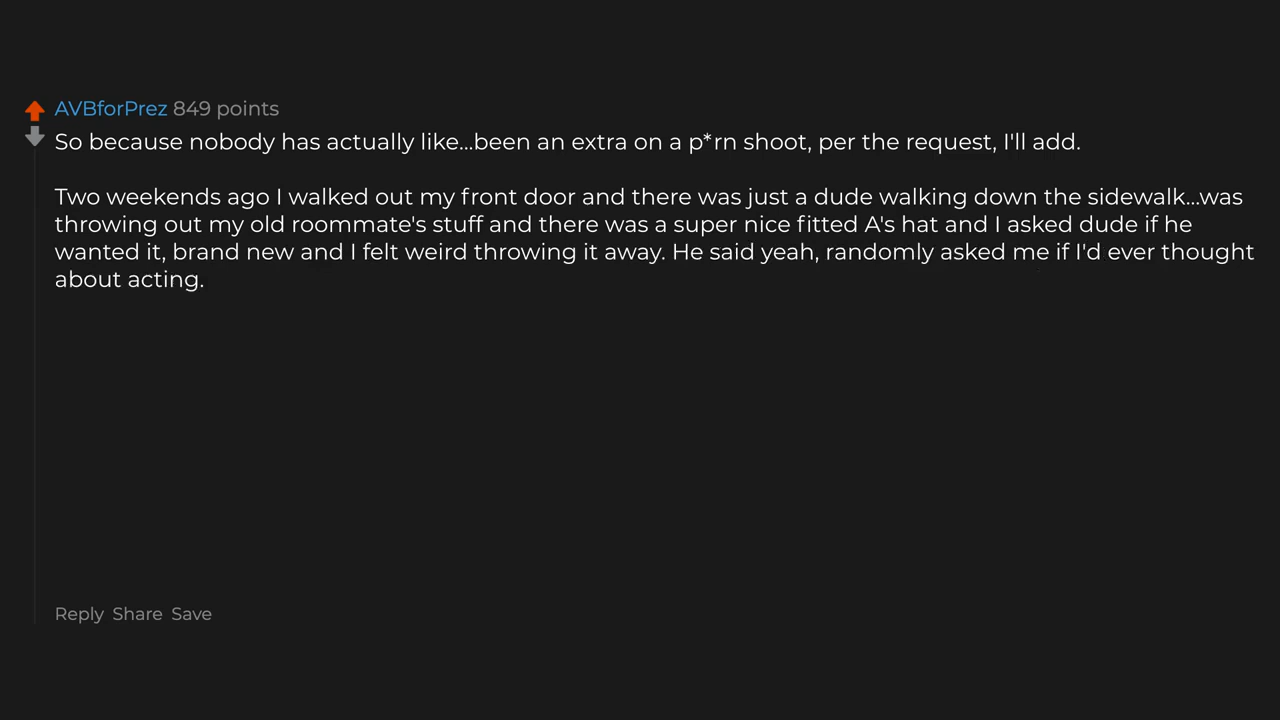 AVBforPrez 849 points
So because nobody has actually like...been an extra on a p*rn shoot, per the request, I'll add.
Two weekends ago I walked out my front door and there was just a dude walking down the sidewalk...was
throwing out my old roommate's stuff and there was a super nice fitted A's hat and I asked dude if he
wanted it, brand new and I felt weird throwing it away. He said yeah, randomly asked me if I'd ever thought
about acting.
Reply Share Save